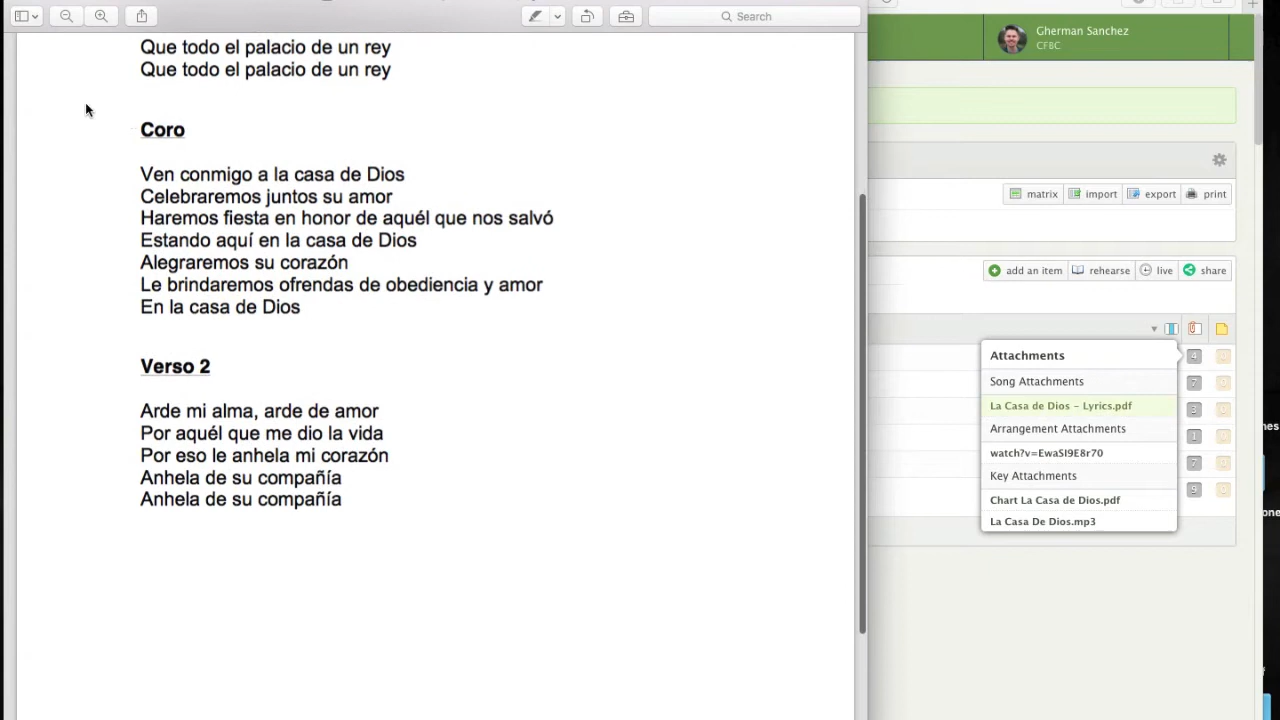 Search
Que todo el palacio de un rey
Que todo el palacio de un rey
Coro
Ven conmigo a la casa de Dios
Celebraremos juntos su amor
Haremos fiesta en honor de aquél que nos salvó
Estando aquí en la casa de Dios
Alegraremos su corazón
Le brindaremos ofrendas de obediencia y amor
En la casa de Dios
Verso 2
Arde mi alma, arde de amor
Por aquél que me dio la vida
Por eso le anhela mi corazón
Anhela de su compañía
Anhela de su compañía
Gherman Sanchez
CFBC
matrix import export print
add an item rehearse live share
Attachments
Song Attachments
La Casa de Dios - Lyrics.pdf
Arrangement Attachments
watch?v=EwaSI9E8r70
Key Attachments
Chart La Casa de Dios.pdf
La Casa De Dios.mp3
4
7
3
1
7
9